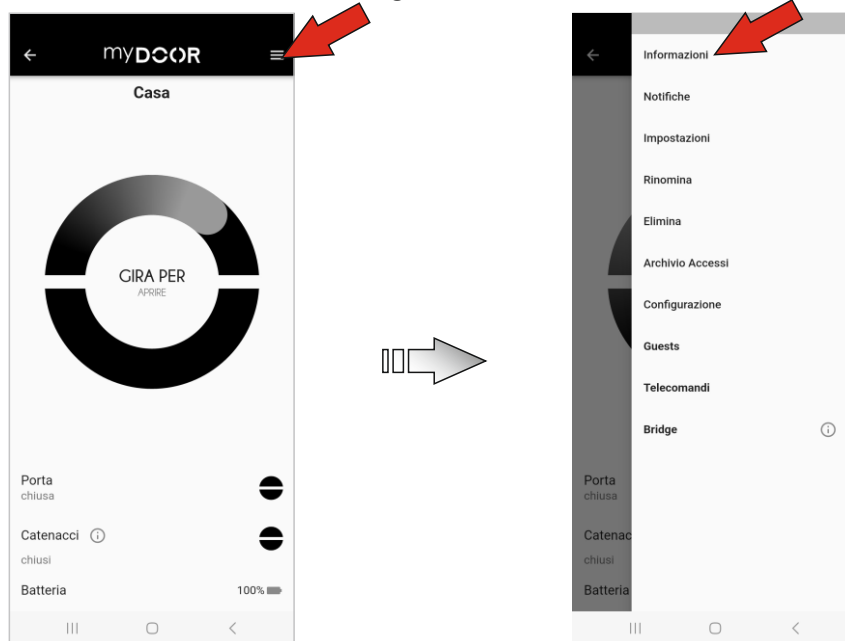 myDOOR
Casa
GIRA PER
APRIRE
Porta
chiusa
Catenacci
chiusi
Batteria
100%
Informazioni
Notifiche
Impostazioni
Rinomina
Elimina
Archivio Accessi
Configurazione
Guests
Telecomandi
Bridge
Porta
chiusa
Catenac
chiusi
Batteria